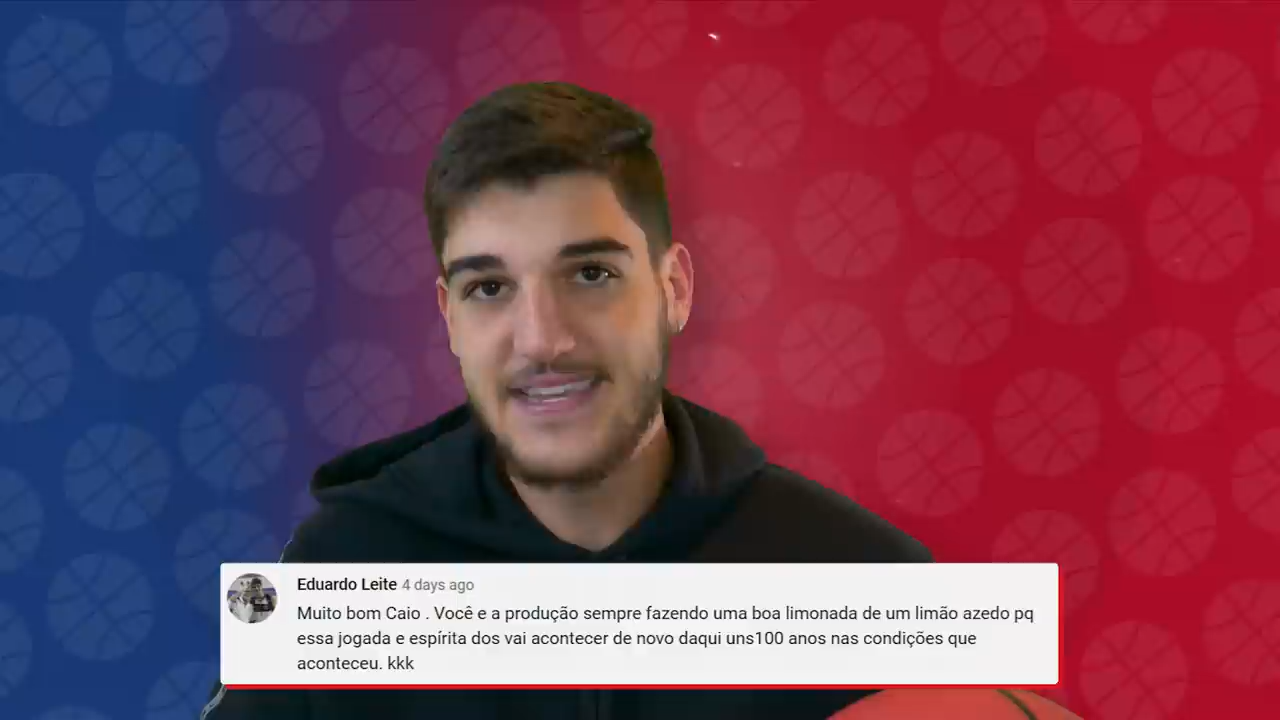 Eduardo Leite 4 days ago
Muito bom Caio . Você e a produção sempre fazendo uma boa limonada de um limão azedo pq
essa jogada e espírita dos vai acontecer de novo daqui uns100 anos nas condições que
aconteceu. kkk